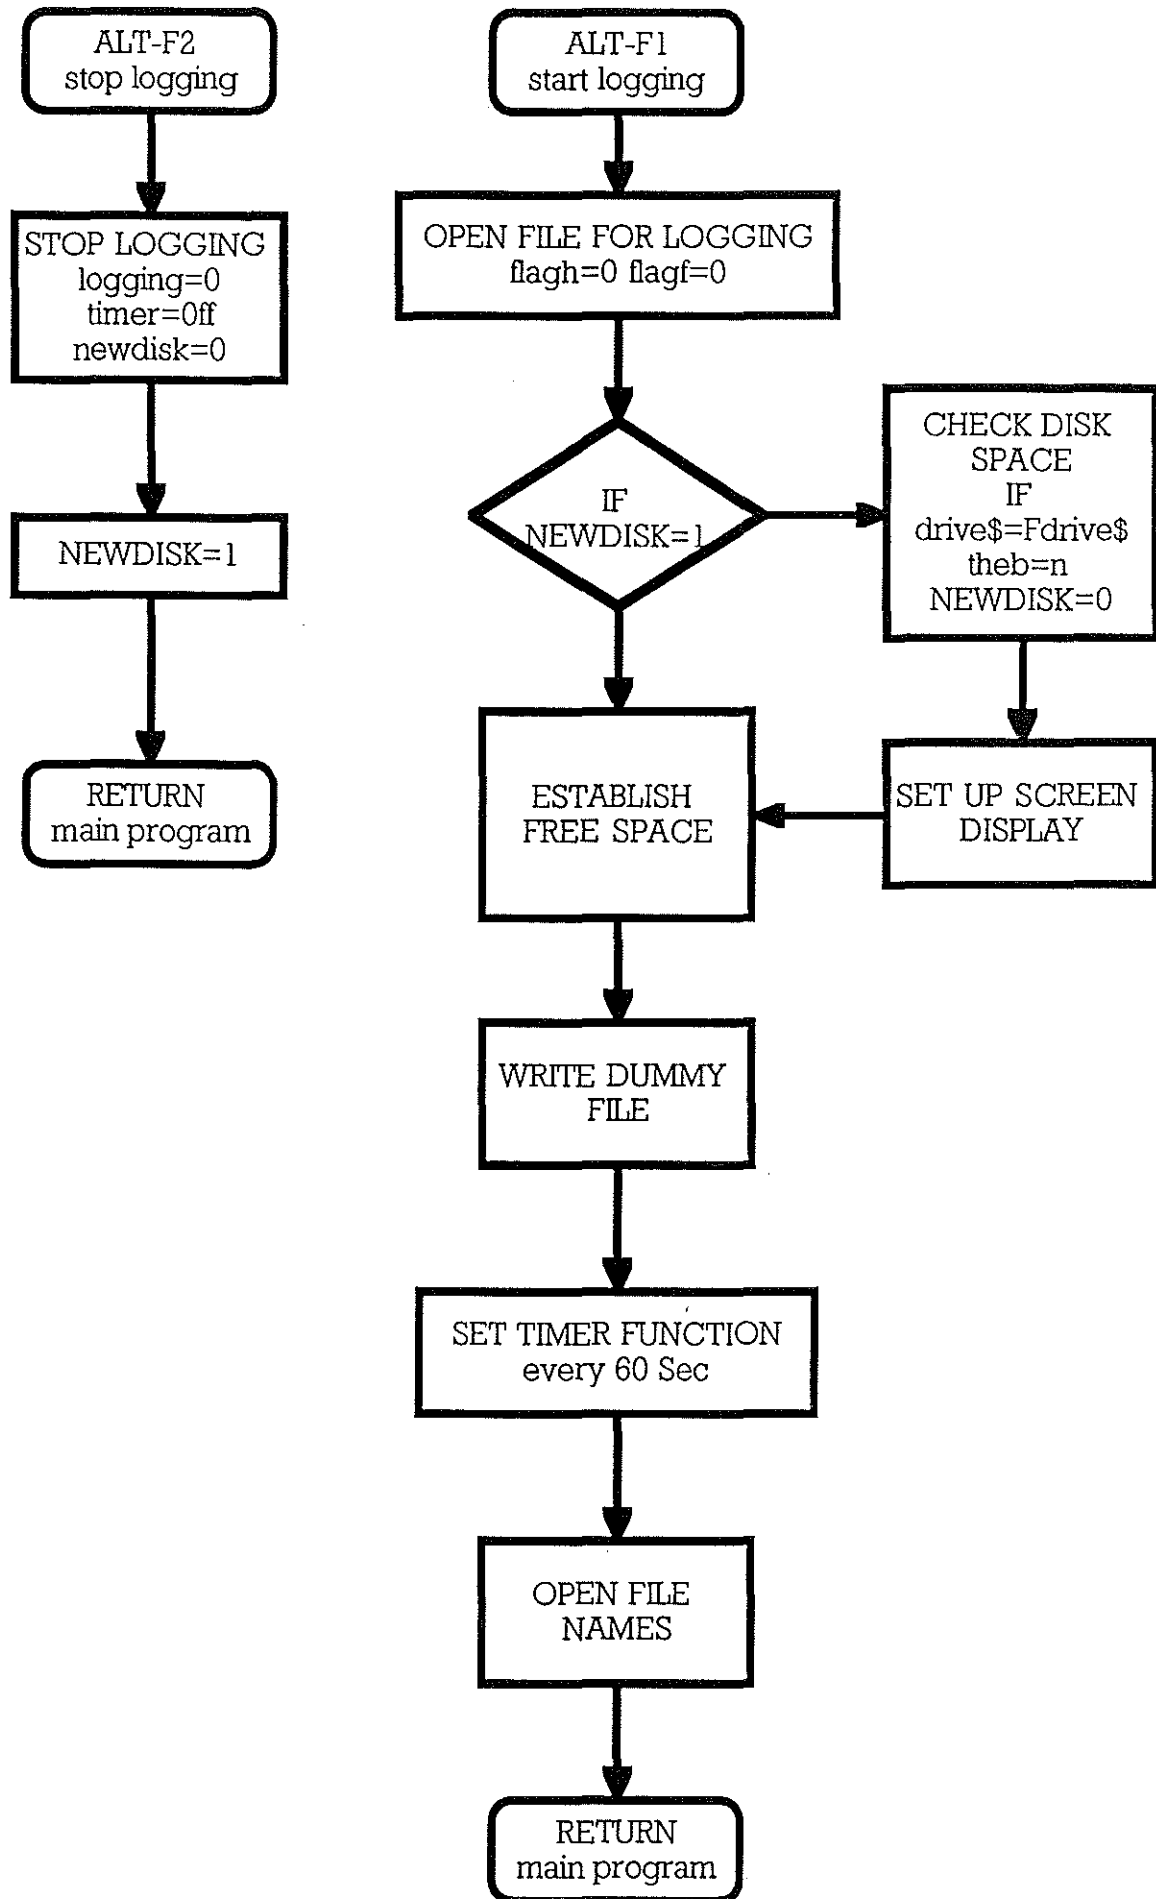 ALT-F2
stop logging
STOP LOGGING
logging=0
timer=0ff
newdisk=0
NEWDISK=1
RETURN
main program
ALT-F1
start logging
OPEN FILE FOR LOGGING
flagh=0 flagf=0
IF
NEWDISK=1
CHECK DISK
SPACE
IF
drive$=Fdrive$
theb=n
NEWDISK=0
SET UP SCREEN
DISPLAY
ESTABLISH
FREE SPACE
WRITE DUMMY
FILE
SET TIMER FUNCTION
every 60 Sec
OPEN FILE
NAMES
RETURN
main program